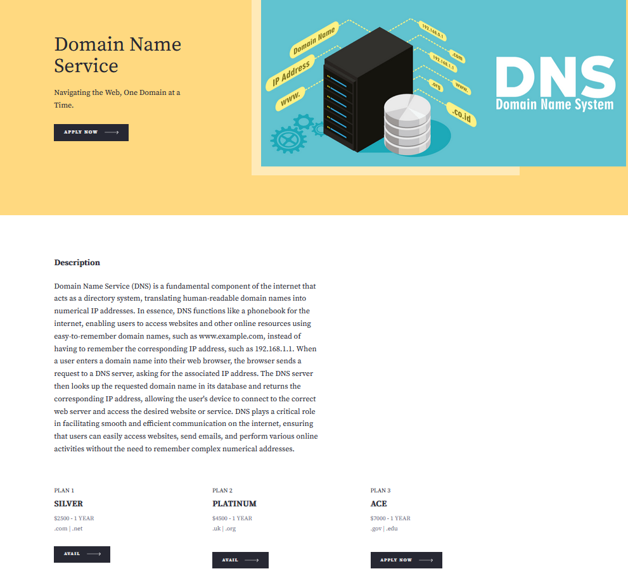 Domain Name
Service
Navigating the Web, One Domain at a
Time.
APPLY NOW
Domain Name
IP Address
www.
192.168.1.1
.com
192.168.1.1
.org
www.
.co.id
DNS
Domain Name System
Description
Domain Name Service (DNS) is a fundamental component of the internet that
acts as a directory system, translating human-readable domain names into
numerical IP addresses. In essence, DNS functions like a phonebook for the
internet, enabling users to access websites and other online resources using
easy-to-remember domain names, such as www.example.com, instead of
having to remember the corresponding IP address, such as 192.168.1.1. When
a user enters a domain name into their web browser, the browser sends a
request to a DNS server, asking for the associated IP address. The DNS server
then looks up the requested domain name in its database and returns the
corresponding IP address, allowing the user's device to connect to the correct
web server and access the desired website or service. DNS plays a critical role
in facilitating smooth and efficient communication on the internet, ensuring
that users can easily access websites, send emails, and perform various online
activities without the need to remember complex numerical addresses.
PLAN 1
SILVER
$2500 - 1 YEAR
.com | .net
AVAIL
PLAN 2
PLATINUM
$4500 - 1 YEAR
.uk | .org
AVAIL
PLAN 3
ACE
$7000 - 1 YEAR
.gov | .edu
APPLY NOW